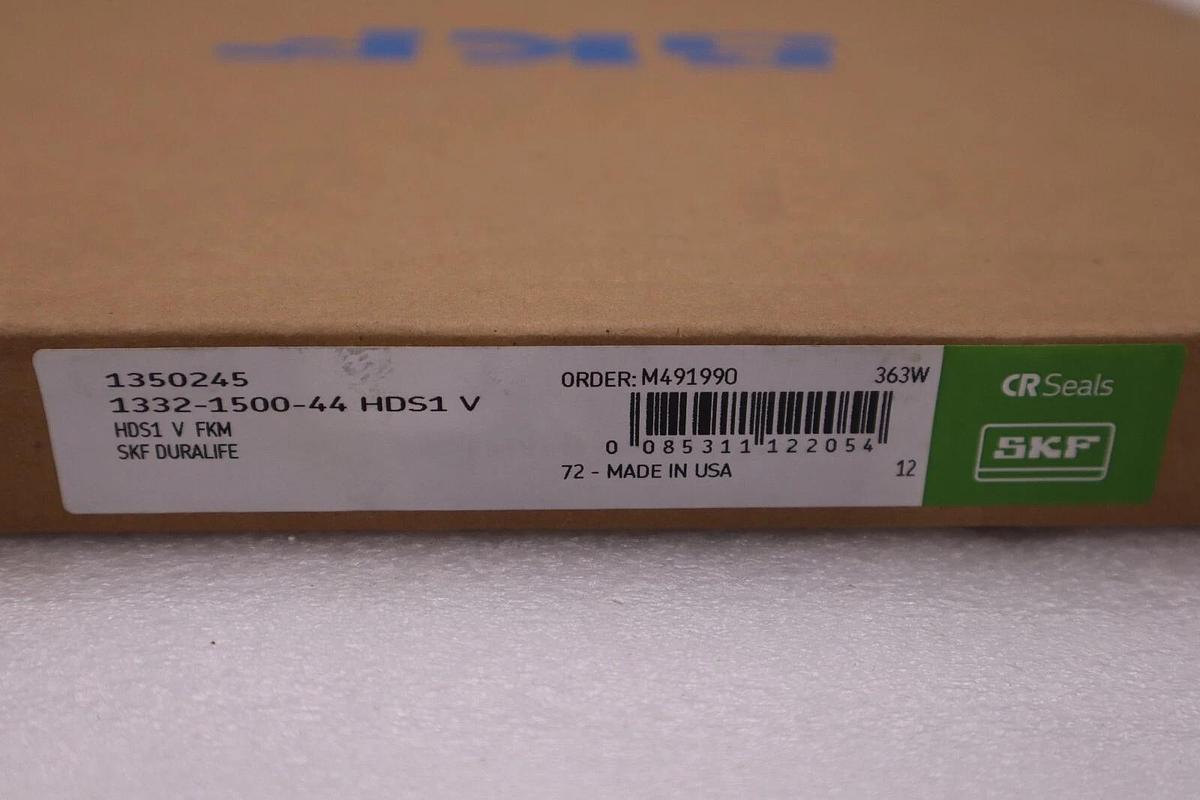 SKF
1350245
1332-1500-44 HDS1 V
HDS1 V FKM
SKF DURALIFE
ORDER: M491990
363W
0 085311 122054
72 - MADE IN USA
12
CR Seals
SKF